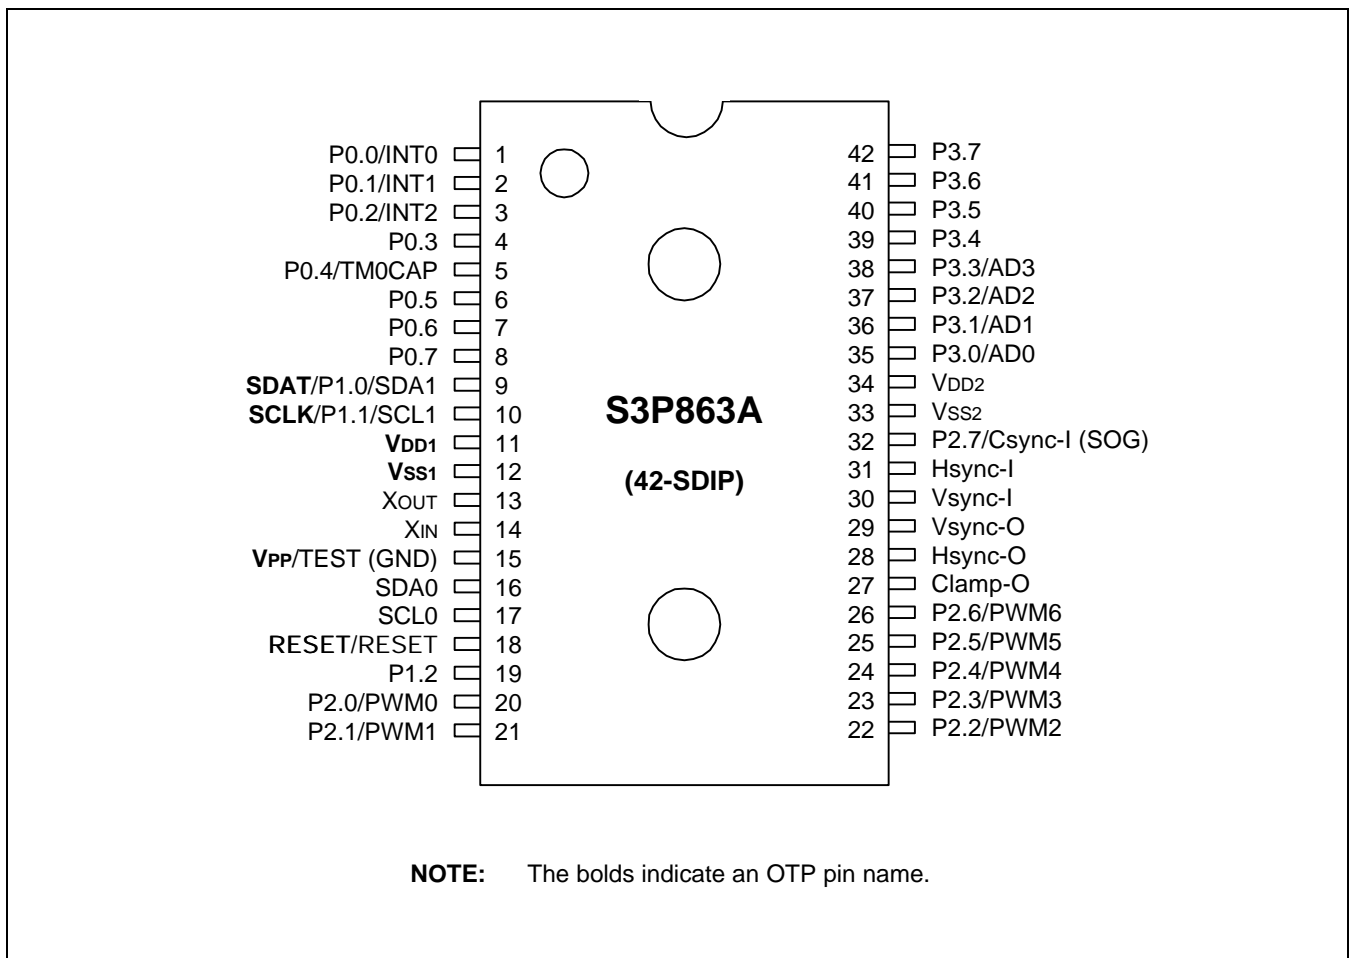 P0.0/INT0 1
P0.1/INT1 2
P0.2/INT2 3
P0.3 4
P0.4/TM0CAP 5
P0.5 6
P0.6 7
P0.7 8
SDAT/P1.0/SDA1 9
SCLK/P1.1/SCL1 10
VDD1 11
VSS1 12
XOUT 13
XIN 14
VPP/TEST (GND) 15
SDA0 16
SCL0 17
RESET/RESET 18
P1.2 19
P2.0/PWM0 20
P2.1/PWM1 21
S3P863A
(42-SDIP)
42 P3.7
41 P3.6
40 P3.5
39 P3.4
38 P3.3/AD3
37 P3.2/AD2
36 P3.1/AD1
35 P3.0/AD0
34 VDD2
33 VSS2
32 P2.7/Csync-I (SOG)
31 Hsync-I
30 Vsync-I
29 Vsync-O
28 Hsync-O
27 Clamp-O
26 P2.6/PWM6
25 P2.5/PWM5
24 P2.4/PWM4
23 P2.3/PWM3
22 P2.2/PWM2
NOTE: The bolds indicate an OTP pin name.